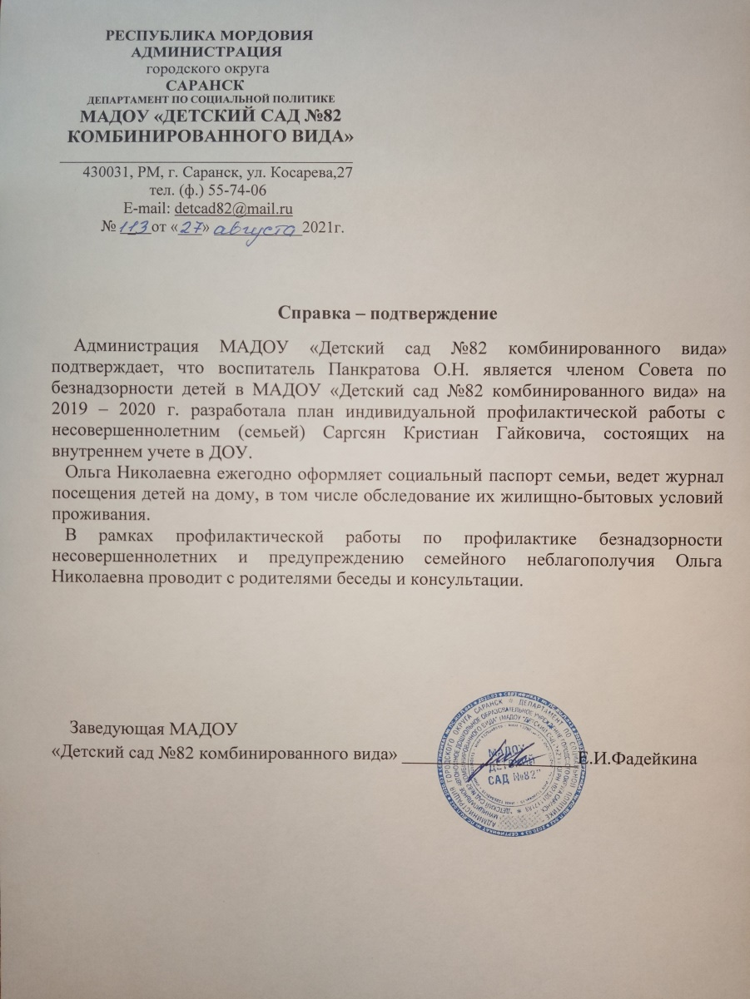 РЕСПУБЛИКА МОРДОВИЯ
АДМИНИСТРАЦИЯ
городского округа
САРАНСК
ДЕПАРТАМЕНТ ПО СОЦИАЛЬНОЙ ПОЛИТИКЕ
МАДОУ «ДЕТСКИЙ САД №82
КОМБИНИРОВАННОГО ВИДА»
430031, РМ, г. Саранск, ул. Косарева,27
тел. (ф.) 55-74-06
E-mail: detcad82@mail.ru
№ 113 от «27» августа 2021г.
Справка – подтверждение
Администрация МАДОУ «Детский сад №82 комбинированного вида»
подтверждает, что воспитатель Панкратова О.Н. является членом Совета по
безнадзорности детей в МАДОУ «Детский сад №82 комбинированного вида» на
2019 – 2020 г. разработала план индивидуальной профилактической работы с
несовершеннолетним (семьей) Саргсян Кристиан Гайковича, состоящих на
внутреннем учете в ДОУ.
Ольга Николаевна ежегодно оформляет социальный паспорт семьи, ведет журнал
посещения детей на дому, в том числе обследование их жилищно-бытовых условий
проживания.
В рамках профилактической работы по профилактике безнадзорности
несовершеннолетних и предупреждению семейного неблагополучия Ольга
Николаевна проводит с родителями беседы и консультации.
Заведующая МАДОУ
«Детский сад №82 комбинированного вида» Е.И.Фадейкина
МАДОУ
ДЕТСКИЙ
САД №82"